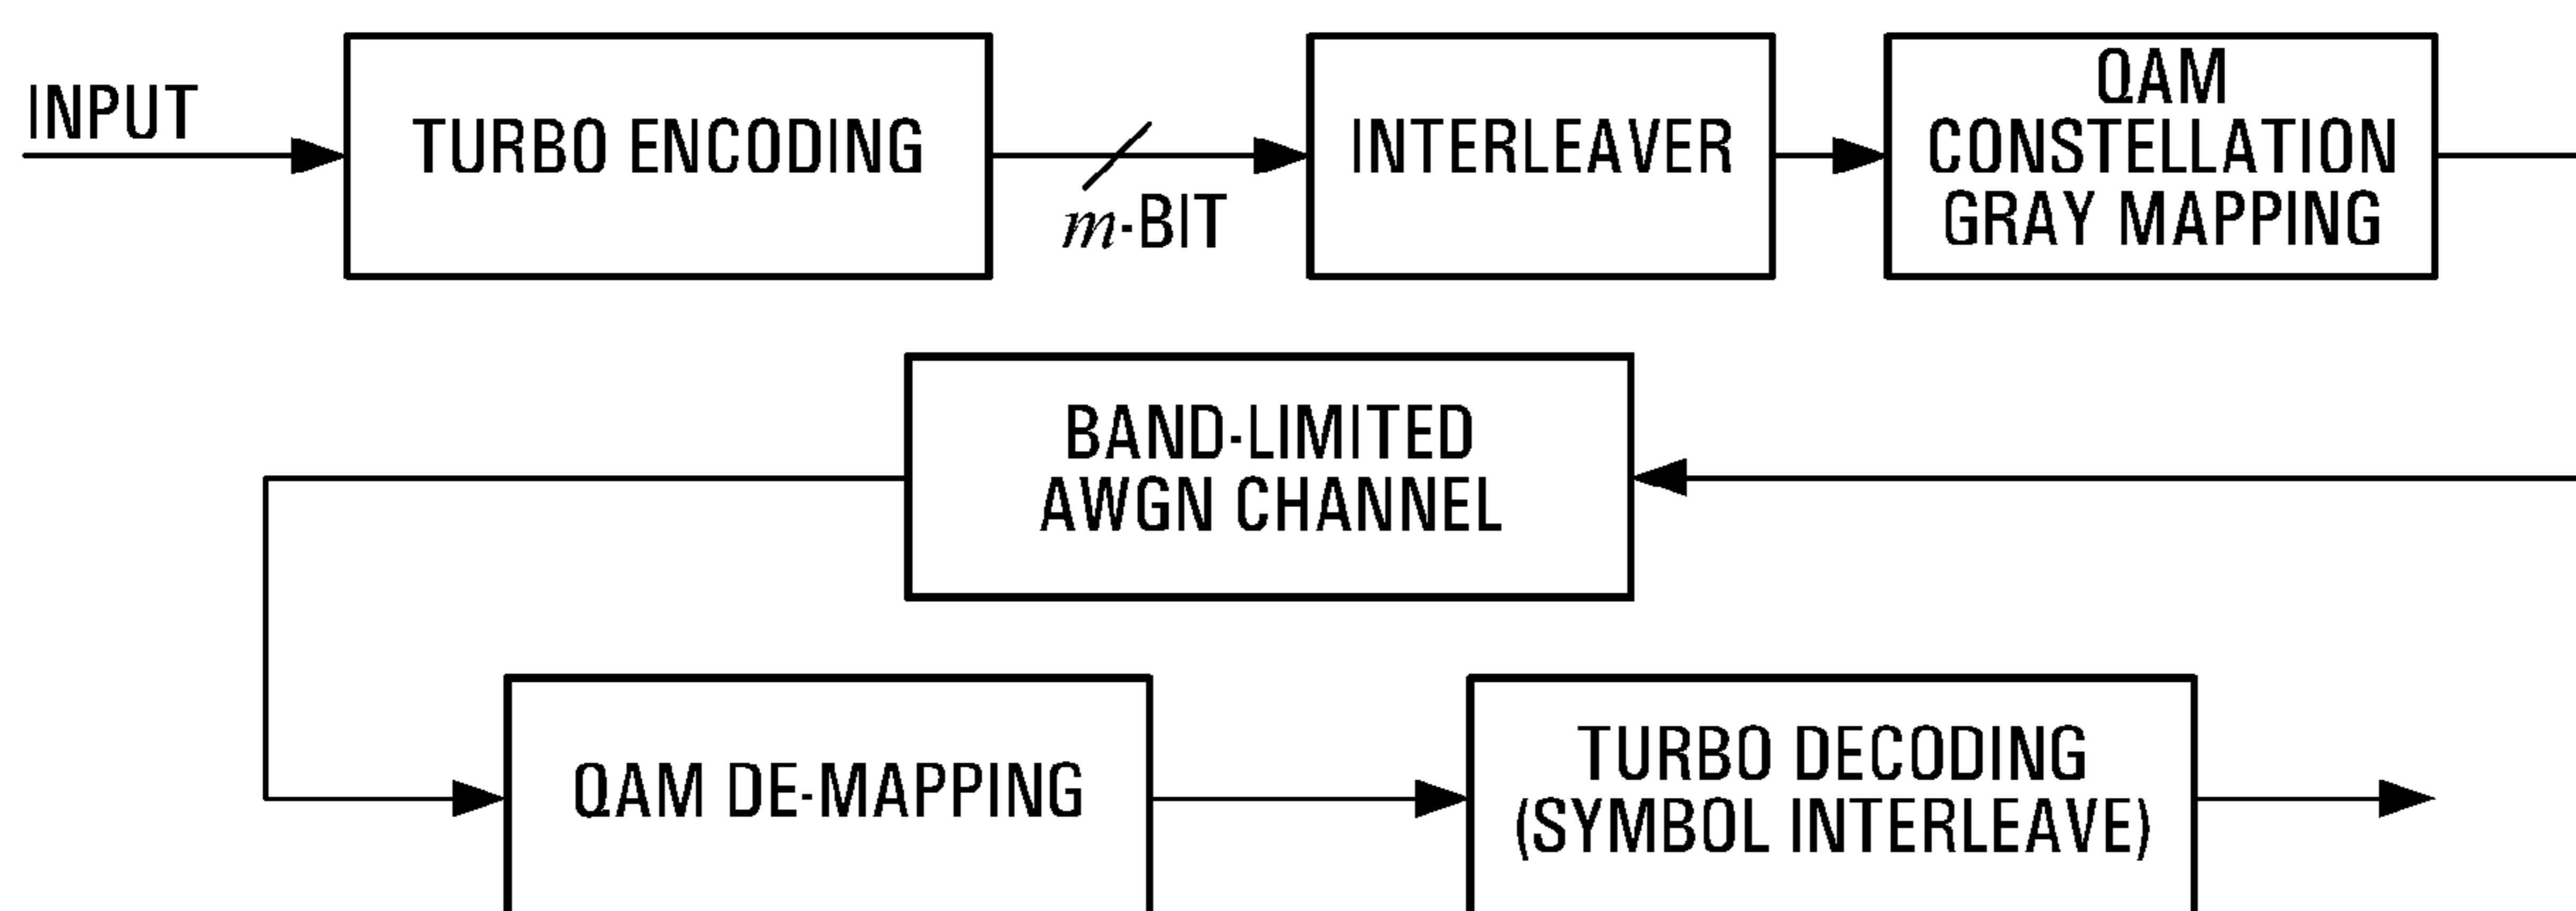 INPUT
TURBO ENCODING
m-BIT
INTERLEAVER
QAM
CONSTELLATION
GRAY MAPPING
BAND-LIMITED
AWGN CHANNEL
QAM DE-MAPPING
TURBO DECODING
(SYMBOL INTERLEAVE)